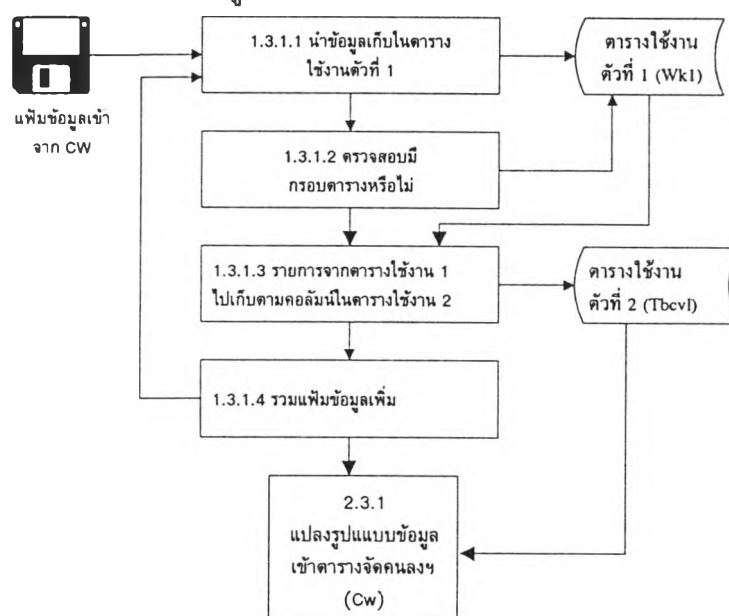 1.3.1.1 นำข้อมูลเก็บในตาราง
ใช้งานตัวที่ 1
ตารางใช้งาน
ตัวที่ 1 (Wk1)
แฟ้มข้อมูลเข้า
จาก CW
1.3.1.2 ตรวจสอบมี
กรอบตารางหรือไม่
1.3.1.3 รายการจากตารางใช้งาน 1
ไปเก็บตามคอลัมน์ในตารางใช้งาน 2
ตารางใช้งาน
ตัวที่ 2 (Tbcvl)
1.3.1.4 รวมแฟ้มข้อมูลเพิ่ม
2.3.1
แปลงรูปแแบบข้อมูล
เข้าตารางจัดคนลงฯ
(Cw)